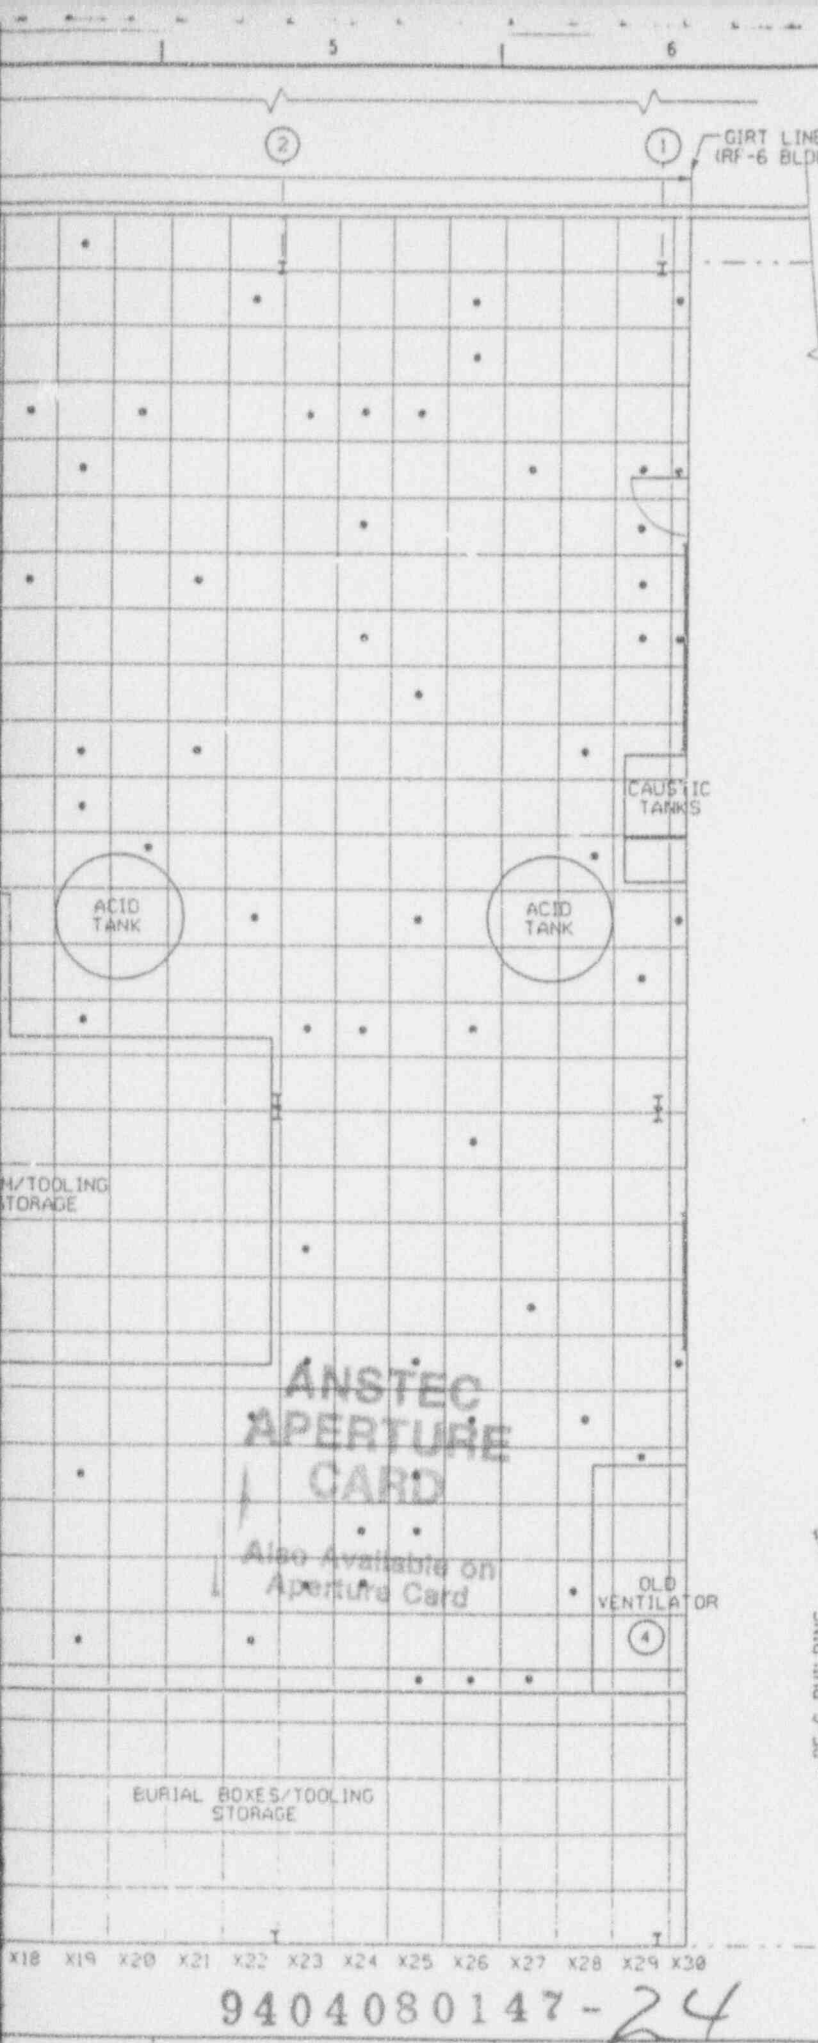 5 6
2 1
GIRT LINE
(RF-6
CAUSTIC
TANKS
ACID
TANK
ACID
TANK
TOOLING
ANSTEC
APERTURE
CARD
Also Available on
Aperture Card
OLD
VENTILATOR
4
BURIAL BOXES/TOOLING
STORAGE
X18 X19 X20 X21 X22 X23 X24 X25 X26 X27 X28 X29 X30
9404080147-24